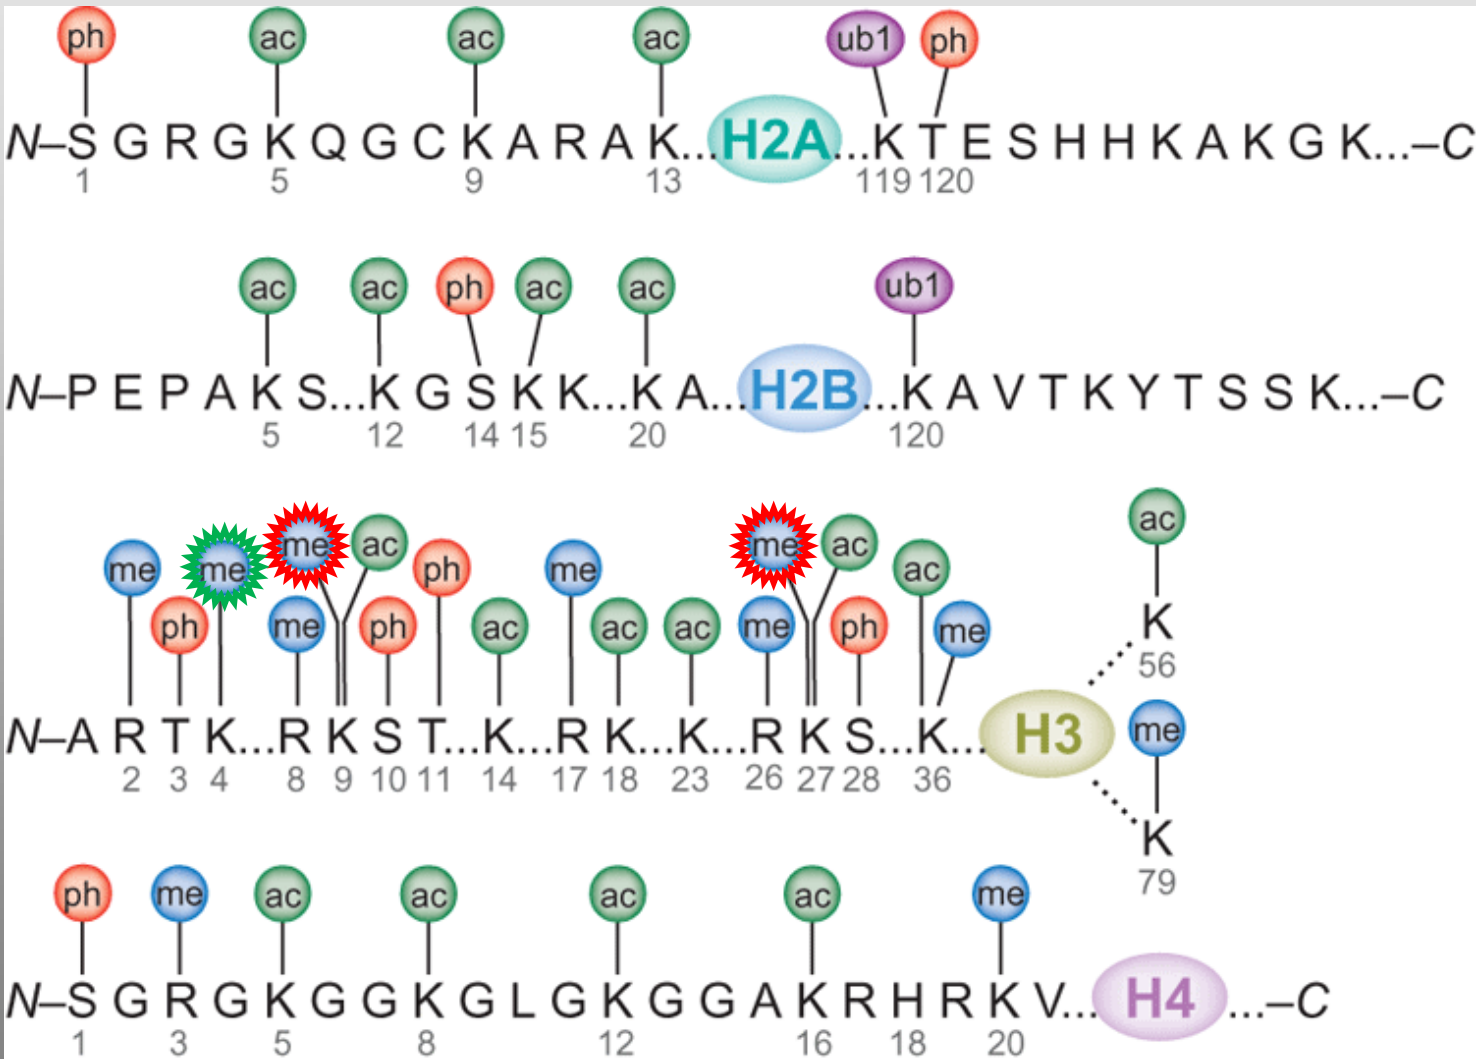 ph ac ac ac ub1 ph
N–S G R G K Q G C K A R A K...H2A...K T E S H H K A K G K...–C
1 5 9 13 119 120
ac ac ph ac ac ub1
N–P E P A K S...K G S K K...K A...H2B...K A V T K Y T S S K...–C
5 12 14 15 20 120
ac
me ac me ac
me me ph me ac
ph me ph ac ac ac me ph me
K
56
N–A R T K...R K S T...K...R K...K...R K S...K...H3
me
2 3 4 8 9 10 11 14 17 18 23 26 27 28 36
K
79
ph me ac ac ac ac me
N–S G R G K G G K G L G K G G A K R H R K V...H4...–C
1 3 5 8 12 16 18 20